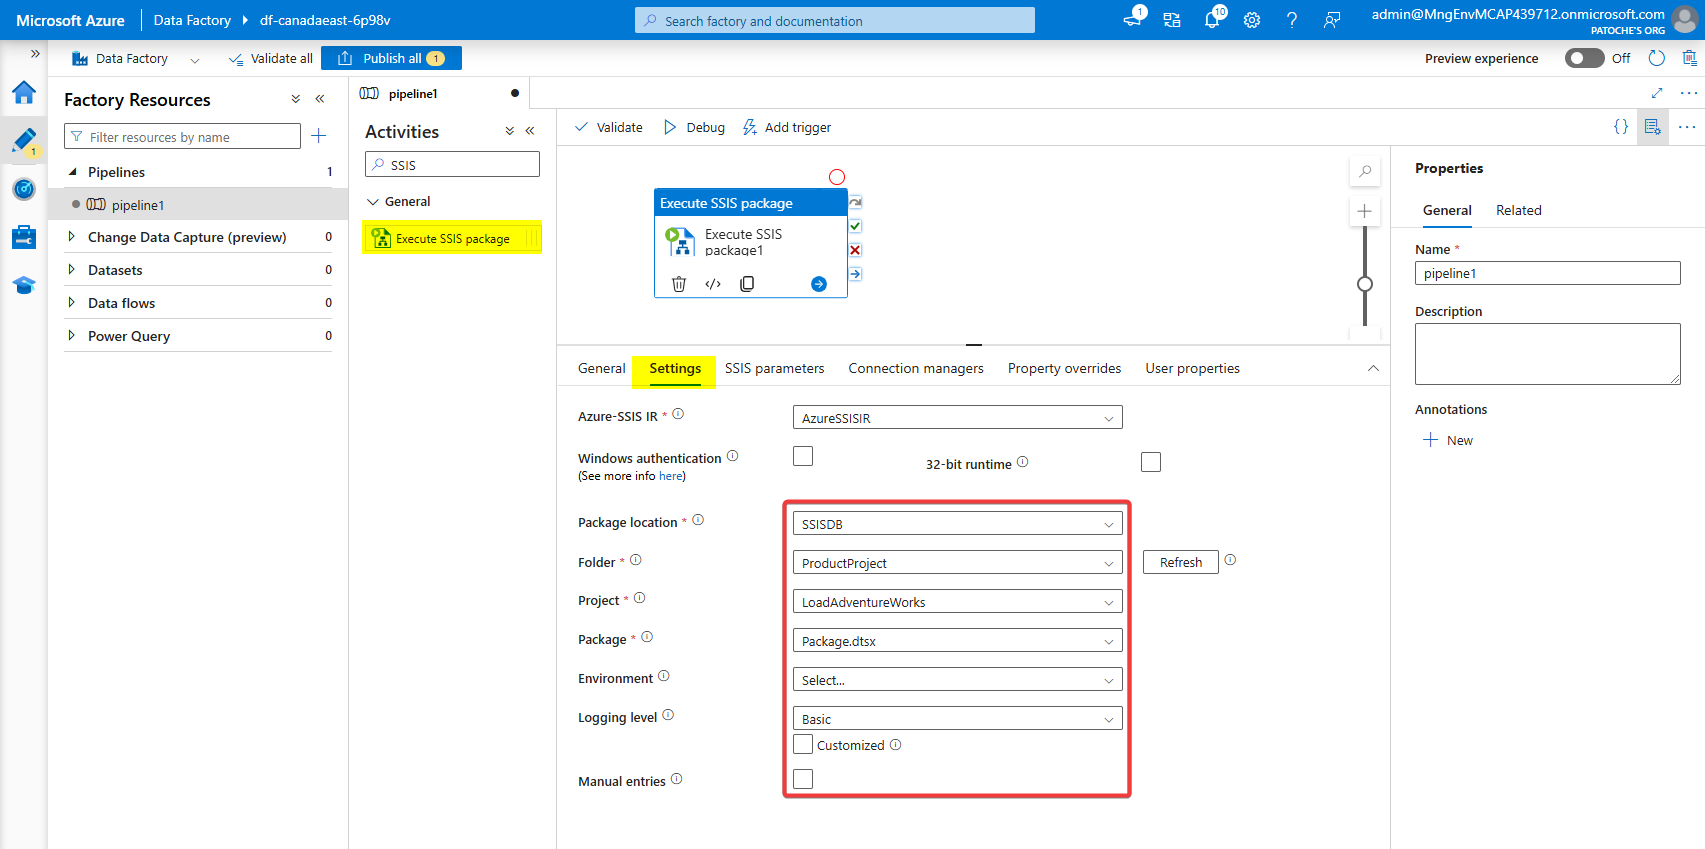 Microsoft Azure
Data Factory
df-canadaeast-6p98v
Search factory and documentation
1
10
admin@MngEnvMCAP439712.onmicrosoft.com
PATOCHE'S ORG
Data Factory
Validate all
Publish all 1
Preview experience
Off
1
Factory Resources
Filter resources by name
Pipelines 1
pipeline1
Change Data Capture (preview) 0
Datasets 0
Data flows 0
Power Query 0
pipeline1
Activities
SSIS
General
Execute SSIS package
Validate
Debug
Add trigger
Execute SSIS package
Execute SSIS
package1
General
Settings
SSIS parameters
Connection managers
Property overrides
User properties
Azure-SSIS IR *
AzureSSISIR
Windows authentication
(See more info here)
32-bit runtime
Package location *
SSISDB
Folder *
ProductProject
Refresh
Project *
LoadAdventureWorks
Package *
Package.dtsx
Environment
Select...
Logging level
Basic
Customized
Manual entries
Properties
General
Related
Name *
pipeline1
Description
Annotations
New